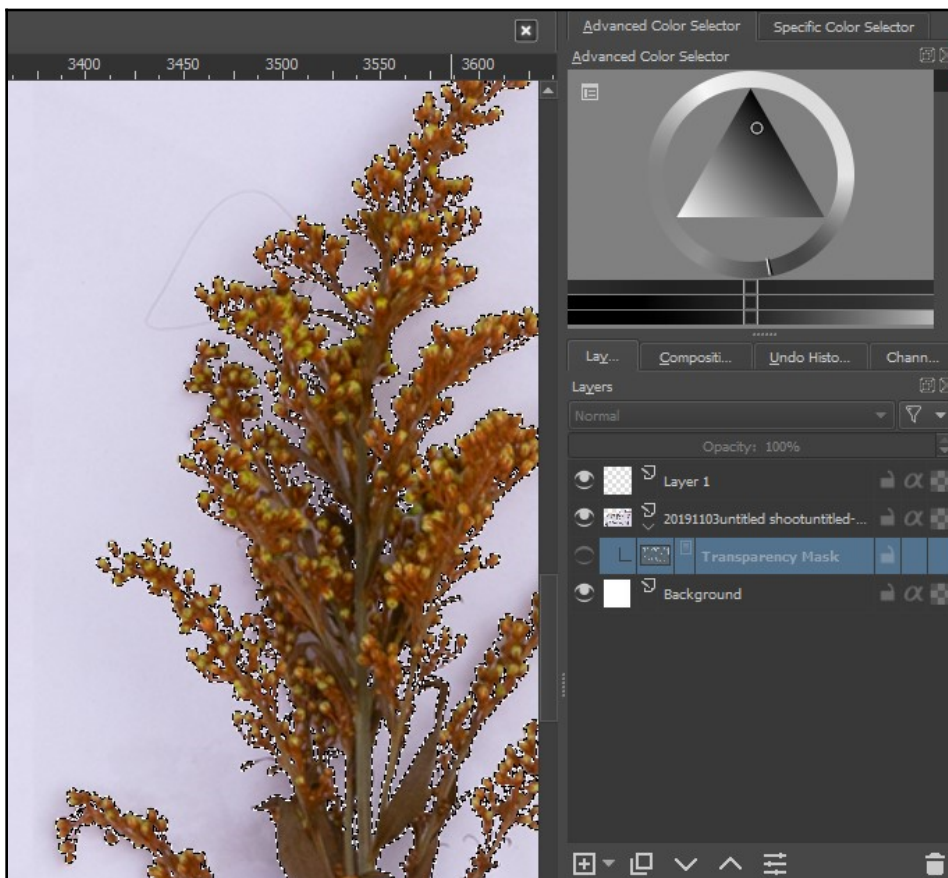 Advanced Color Selector Specific Color Selector
Advanced Color Selector
3400 3450 3500 3550 3600
Lay... Compositi... Undo Histo... Chann...
Layers
Normal
Opacity: 100%
Layer 1
20191103untitled shootuntitled-...
Transparency Mask
Background